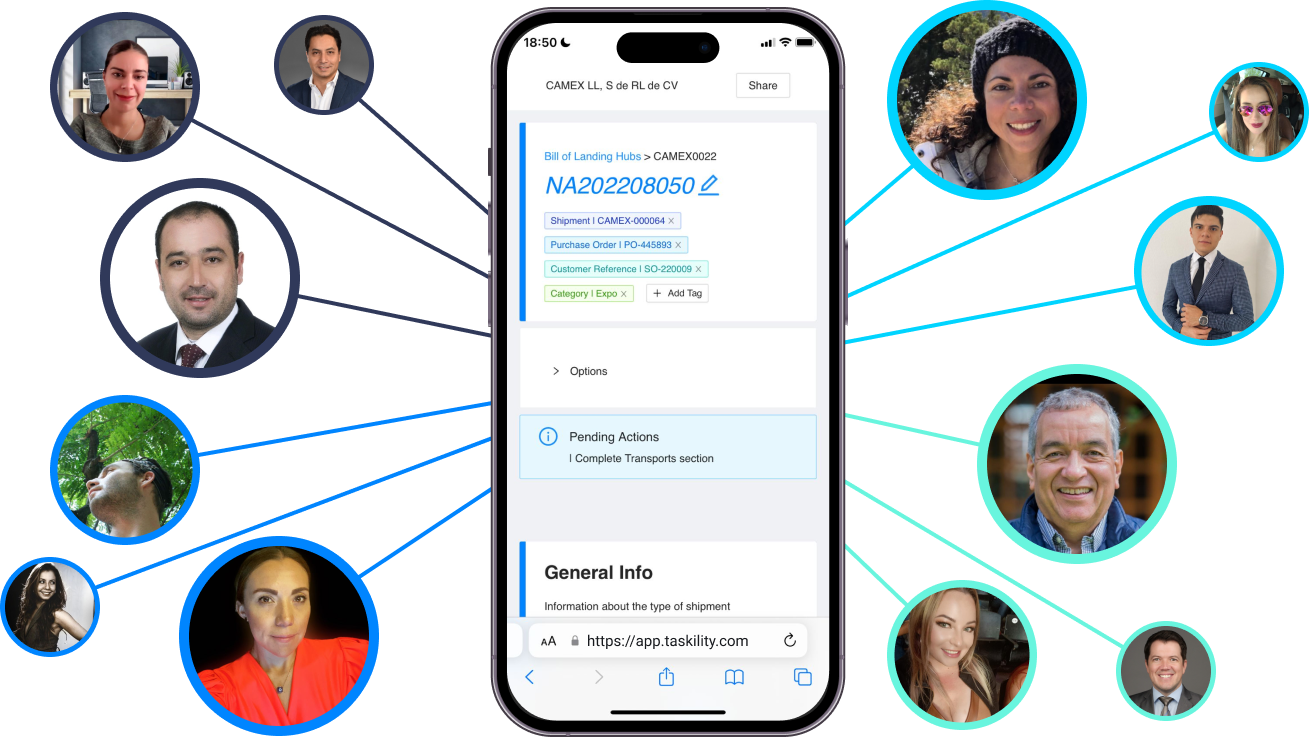 18:50
CAMEX LL, S de RL de CV
Share
Bill of Landing Hubs > CAMEX0022
NA202208050
Shipment | CAMEX-000064 ×
Purchase Order | PO-445893 ×
Customer Reference | SO-220009 ×
Category | Expo ×
+ Add Tag
> Options
Pending Actions
| Complete Transports section
General Info
Information about the type of shipment
AA
https://app.taskility.com